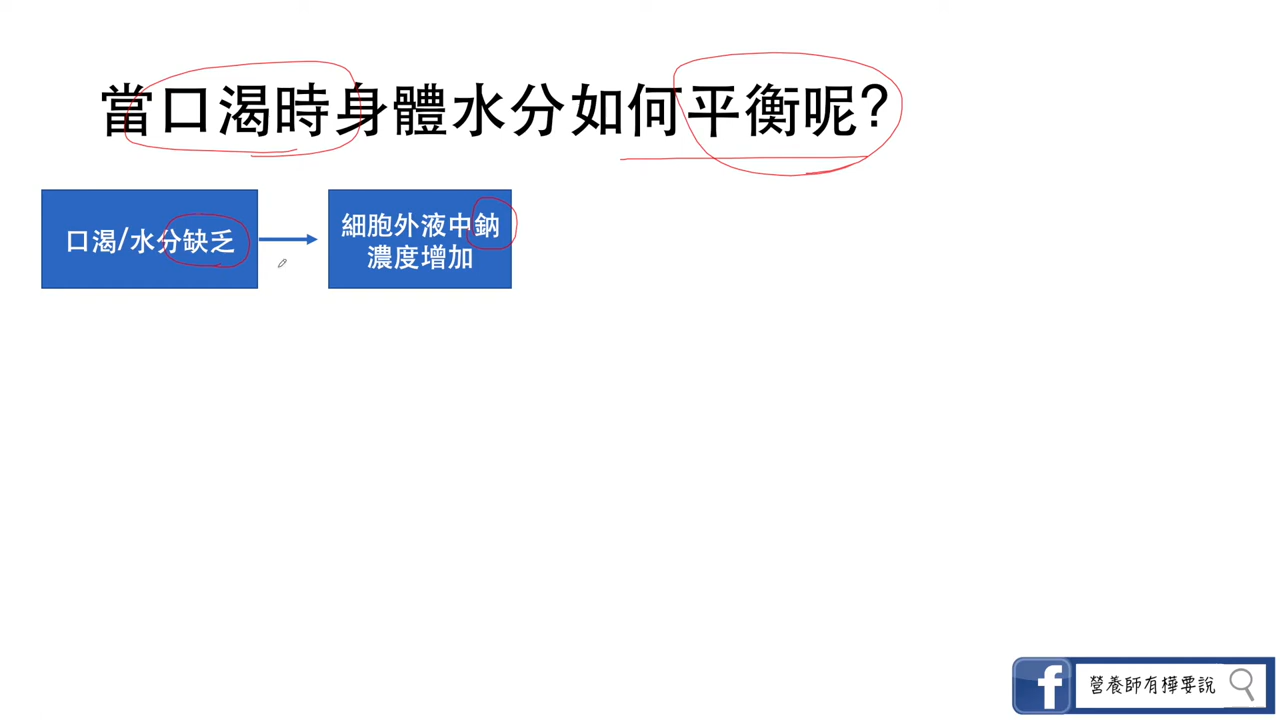 當口渴時身體水分如何平衡呢?
口渴/水分缺乏
細胞外液中鈉
濃度增加
營養師有樺要說